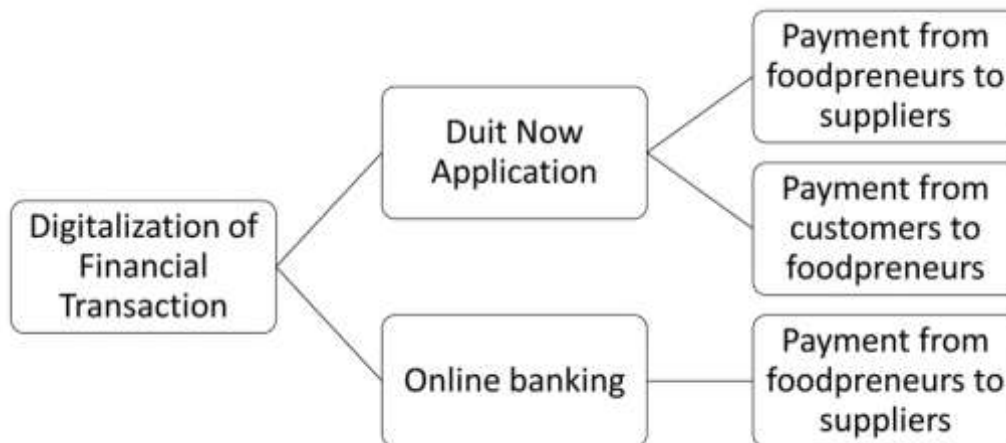 Digitalization of
Financial
Transaction
Duit Now
Application
Payment from
foodpreneurs to
suppliers
Payment from
customers to
foodpreneurs
Online banking
Payment from
foodpreneurs to
suppliers